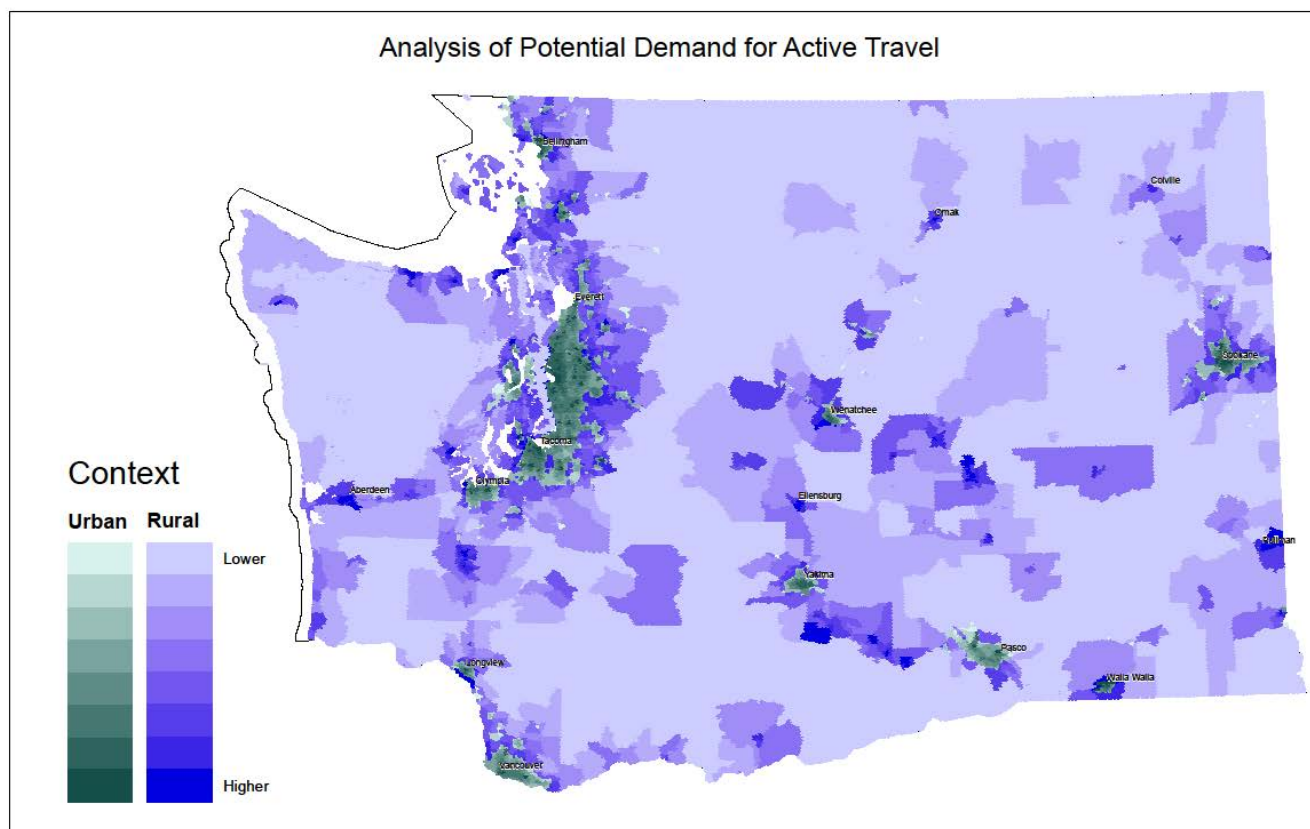 Analysis of Potential Demand for Active Travel
Bellingham
Colville
Omak
Everett
Spokane
Wenatchee
Tacoma
Olympia
Aberdeen
Ellensburg
Pullman
Yakima
Pasco
Longview
Walla Walla
Vancouver
Context
Urban Rural
Lower
Higher